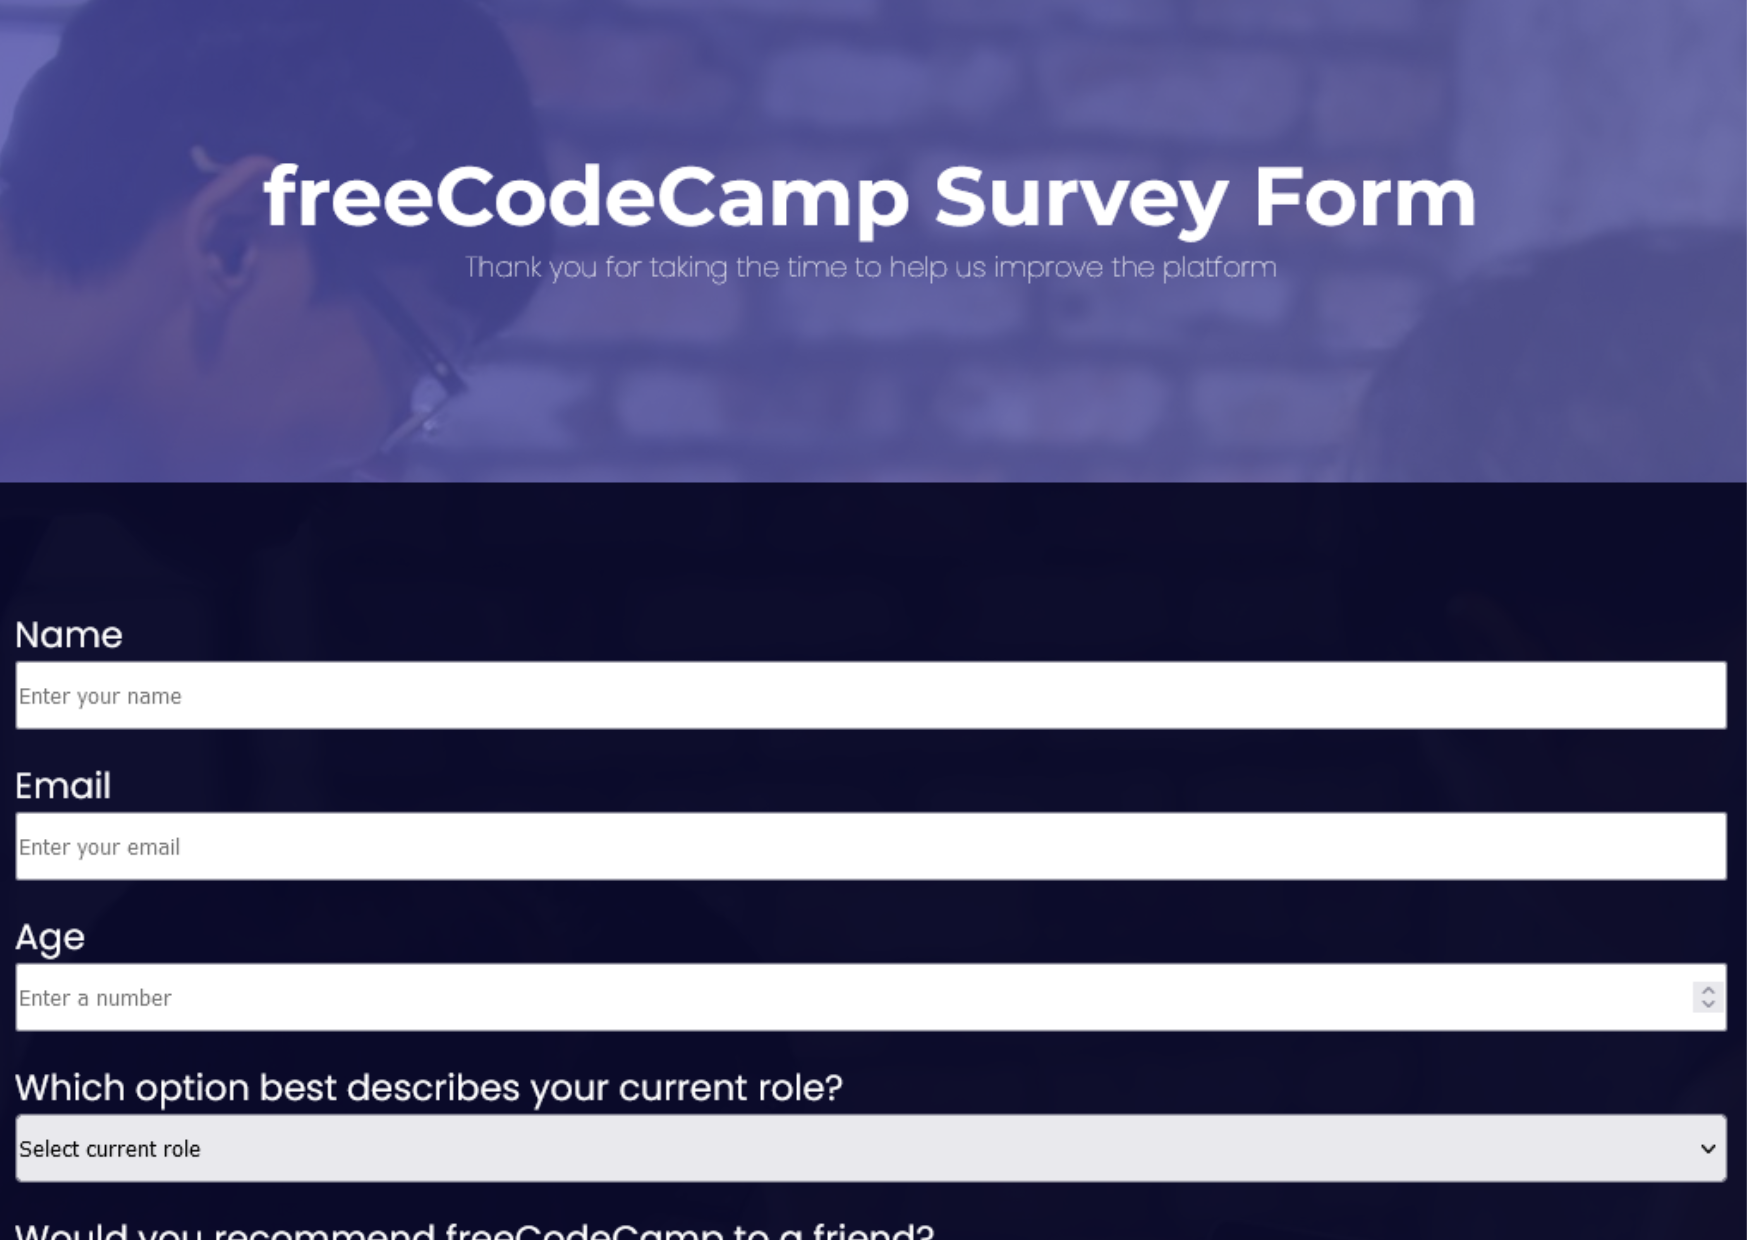 freeCodeCamp Survey Form
Thank you for taking the time to help us improve the platform
Name
Enter your name
Email
Enter your email
Age
Enter a number
Which option best describes your current role?
Select current role
Would you recommend freeCodeCamp to a friend?